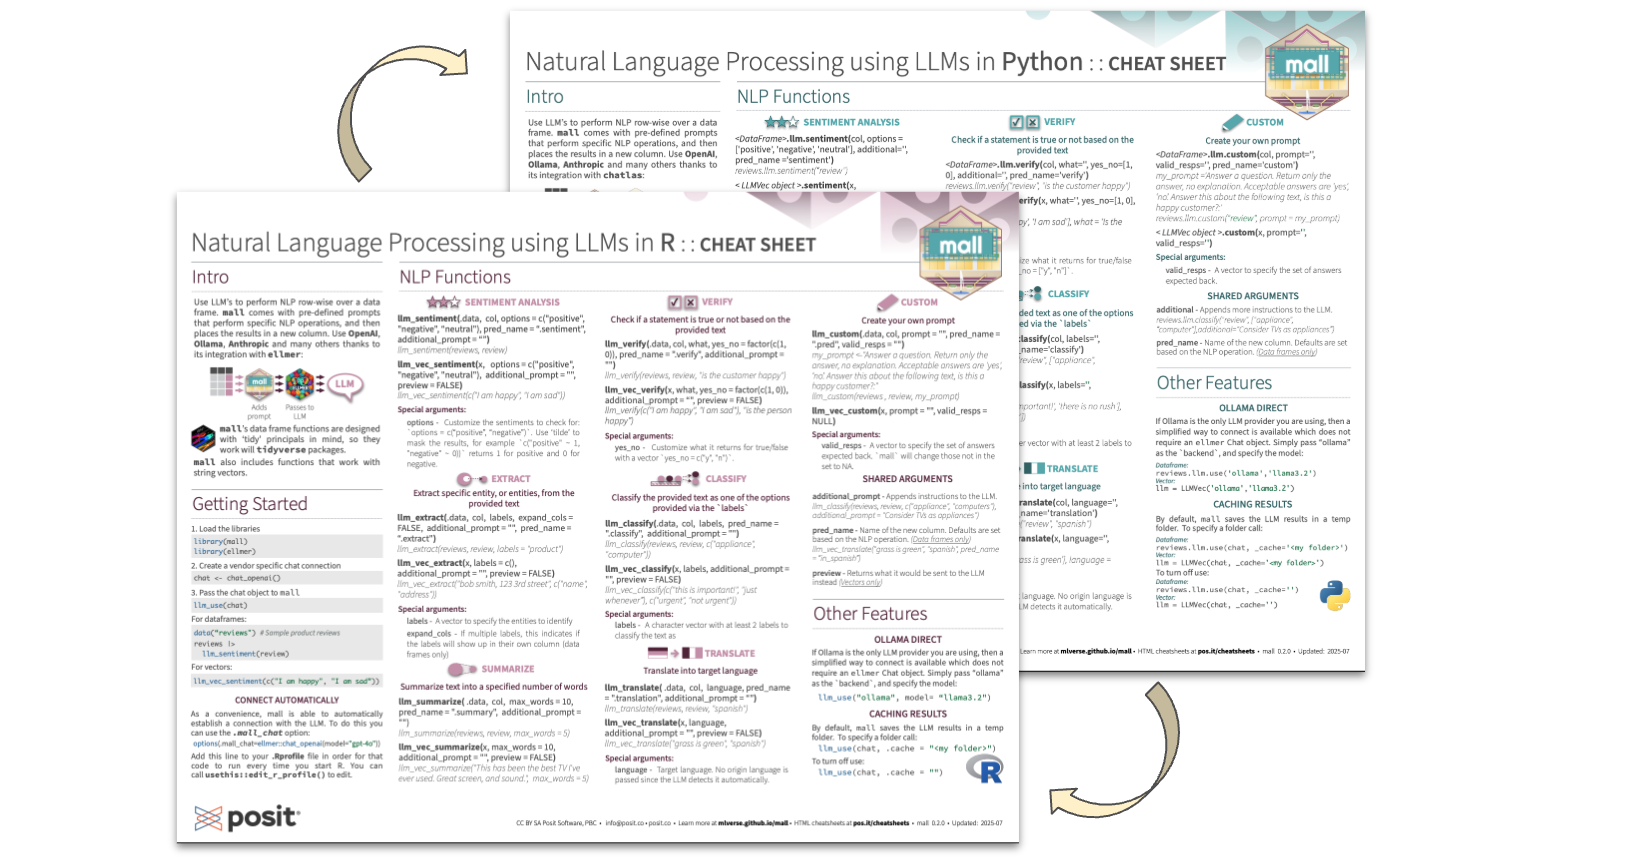 Natural Language Processing using LLMs in Python :: CHEAT SHEET
mall
Intro
Use LLM's to perform NLP row-wise over a data
frame. mall comes with pre-defined prompts
that perform specific NLP operations, and then
places the results in a new column. Use OpenAI,
Ollama, Anthropic and many others thanks to
its integration with chatlas.
NLP Functions
SENTIMENT ANALYSIS
<DataFrame>.llm.sentiment(col, options =
['positive', 'negative', 'neutral'], additional='',
pred_name ='sentiment')
reviews.llm.sentiment("review")
< LLMVec object >.sentiment(x,
VERIFY
Check if a statement is true or not based on the
provided text
<DataFrame>.llm.verify(col, what='', yes_no=[1,
0], additional='', pred_name='verify')
reviews.llm.verify("review", "is the customer happy")
erify(x, what='', yes_no=[1, 0],
y', 'I am sad'], what = 'Is the
ize what it returns for true/false
_no = ["y", "n"]`.
CLASSIFY
ded text as one of the options
ed via the `labels`
classify(col, labels='',
_name='classify')
review", ["appliance",
lassify(x, labels='',
mportant!', 'there is no rush'],
cter vector with at least 2 labels to
TRANSLATE
e into target language
ranslate(col, language='',
_name='translation')
("review", "spanish")
anslate(x, language='',
is green'], language =
language. No origin language is
LM detects it automatically.
CUSTOM
Create your own prompt
<DataFrame>.llm.custom(col, prompt='',
valid_resps='', pred_name='custom')
my_prompt ='Answer a question. Return only the
answer, no explanation. Acceptable answers are 'yes',
'no'. Answer this about the following text, is this a
happy customer?:'
reviews.llm.custom("review", prompt = my_prompt)
< LLMVec object >.custom(x, prompt='',
valid_resps='')
Special arguments:
valid_resps - A vector to specify the set of answers
expected back.
SHARED ARGUMENTS
additional - Appends more instructions to the LLM.
reviews.llm.classify("review", ["appliance",
"computer"],additional="Consider TVs as appliances")
pred_name - Name of the new column. Defaults are set
based on the NLP operation. (Data frames only)
Other Features
OLLAMA DIRECT
If Ollama is the only LLM provider you are using, then a
simplified way to connect is available which does not
require an ellmer Chat object. Simply pass "ollama"
as the `backend`, and specify the model:
Dataframe:
reviews.llm.use('ollama','llama3.2')
Vector:
llm = LLMVec('ollama','llama3.2')
CACHING RESULTS
By default, mall saves the LLM results in a temp
folder. To specify a folder call:
Dataframe:
reviews.llm.use(chat, _cache='<my folder>')
Vector:
llm = LLMVec(chat, _cache='<my folder>')
To turn off use:
Dataframe:
reviews.llm.use(chat, _cache='')
Vector:
llm = LLMVec(chat, _cache='')
Learn more at mlverse.github.io/mall • HTML cheatsheets at pos.it/cheatsheets • mall 0.2.0 • Updated: 2025-07
Natural Language Processing using LLMs in R :: CHEAT SHEET
mall
Intro
Use LLM's to perform NLP row-wise over a data
frame. mall comes with pre-defined prompts
that perform specific NLP operations, and then
places the results in a new column. Use OpenAI,
Ollama, Anthropic and many others thanks to
its integration with ellmer:
mall
LLM
Adds
prompt
Passes to
LLM
mall's data frame functions are designed
with 'tidy' principals in mind, so they
work will tidyverse packages.
mall also includes functions that work with
string vectors.
Getting Started
1. Load the libraries
library(mall)
library(ellmer)
2. Create a vendor specific chat connection
chat <- chat_openai()
3. Pass the chat object to mall
llm_use(chat)
For dataframes:
data("reviews") # Sample product reviews
reviews |>
llm_sentiment(review)
For vectors:
llm_vec_sentiment(c("I am happy", "I am sad"))
CONNECT AUTOMATICALLY
As a convenience, mall is able to automatically
establish a connection with the LLM. To do this you
can use the .mall_chat option:
options(.mall_chat=ellmer::chat_openai(model="gpt-4o"))
Add this line to your .Rprofile file in order for that
code to run every time you start R. You can
call usethis::edit_r_profile() to edit.
NLP Functions
SENTIMENT ANALYSIS
llm_sentiment(.data, col, options = c("positive",
"negative", "neutral"), pred_name = ".sentiment",
additional_prompt = "")
llm_sentiment(reviews, review)
llm_vec_sentiment(x, options = c("positive",
"negative", "neutral"), additional_prompt = "",
preview = FALSE)
llm_vec_sentiment(c("I am happy", "I am sad"))
Special arguments:
options - Customize the sentiments to check for:
`options = c("positive", "negative")`. Use 'tilde' to
mask the results, for example `c("positive" ~ 1,
"negative" ~ 0)` returns 1 for positive and 0 for
negative.
EXTRACT
Extract specific entity, or entities, from the
provided text
llm_extract(.data, col, labels, expand_cols =
FALSE, additional_prompt = "", pred_name =
".extract")
llm_extract(reviews, review, labels = "product")
llm_vec_extract(x, labels = c(),
additional_prompt = "", preview = FALSE)
llm_vec_extract("bob smith, 123 3rd street", c("name",
"address"))
Special arguments:
labels - A vector to specify the entities to identify
expand_cols - If multiple labels, this indicates if
the labels will show up in their own column (data
frames only)
SUMMARIZE
Summarize text into a specified number of words
llm_summarize( .data, col, max_words = 10,
pred_name = ".summary", additional_prompt =
"")
llm_summarize(reviews, review, max_words = 5)
llm_vec_summarize(x, max_words = 10,
additional_prompt = "", preview = FALSE)
llm_vec_summarize("This has been the best TV I've
ever used. Great screen, and sound.", max_words = 5)
VERIFY
Check if a statement is true or not based on the
provided text
llm_verify(.data, col, what, yes_no = factor(c(1,
0)), pred_name = ".verify", additional_prompt =
"")
llm_verify(reviews, review, "is the customer happy")
llm_vec_verify(x, what, yes_no = factor(c(1, 0)),
additional_prompt = "", preview = FALSE)
llm_verify(c("I am happy", "I am sad"), "is the person
happy")
Special arguments:
yes_no - Customize what it returns for true/false
with a vector `yes_no = c("y", "n")`.
CLASSIFY
Classify the provided text as one of the options
provided via the `labels`
llm_classify(.data, col, labels, pred_name =
".classify", additional_prompt = "")
llm_classify(reviews, review, c("appliance",
"computer"))
llm_vec_classify(x, labels, additional_prompt =
"", preview = FALSE)
llm_vec_classify(c("this is important!", "just
whenever"), c("urgent", "not urgent"))
Special arguments:
labels - A character vector with at least 2 labels to
classify the text as
TRANSLATE
Translate into target language
llm_translate( .data, col, language, pred_name
= ".translation", additional_prompt = "")
llm_translate(reviews, review, "spanish")
llm_vec_translate(x, language,
additional_prompt = "", preview = FALSE)
llm_vec_translate("grass is green", "spanish")
Special arguments:
language - Target language. No origin language is
passed since the LLM detects it automatically.
CUSTOM
Create your own prompt
llm_custom(.data, col, prompt = "", pred_name =
".pred", valid_resps = "")
my_prompt <-"Answer a question. Return only the
answer, no explanation. Acceptable answers are 'yes',
'no'. Answer this about the following text, is this a
happy customer?:"
llm_custom(reviews , review, my_prompt)
llm_vec_custom(x, prompt = "", valid_resps =
NULL)
Special arguments:
valid_resps - A vector to specify the set of answers
expected back. `mall` will change those not in the
set to NA.
SHARED ARGUMENTS
additional_prompt - Appends instructions to the LLM.
llm_classify(reviews, review, c("appliance", "computers"),
additional_prompt = "Consider TVs as appliances")
pred_name - Name of the new column. Defaults are set
based on the NLP operation. (Data frames only)
llm_vec_translate("grass is green", "spanish", pred_name
= "in_spanish")
preview - Returns what it would be sent to the LLM
instead (Vectors only)
Other Features
OLLAMA DIRECT
If Ollama is the only LLM provider you are using, then a
simplified way to connect is available which does not
require an ellmer Chat object. Simply pass "ollama"
as the `backend`, and specify the model:
llm_use("ollama", model= "llama3.2")
CACHING RESULTS
By default, mall saves the LLM results in a temp
folder. To specify a folder call:
llm_use(chat, .cache = "<my folder>")
To turn off use:
llm_use(chat, .cache = "")
R
posit
CC BY SA Posit Software, PBC • info@posit.co • posit.co • Learn more at mlverse.github.io/mall • HTML cheatsheets at pos.it/cheatsheets • mall 0.2.0 • Updated: 2025-07